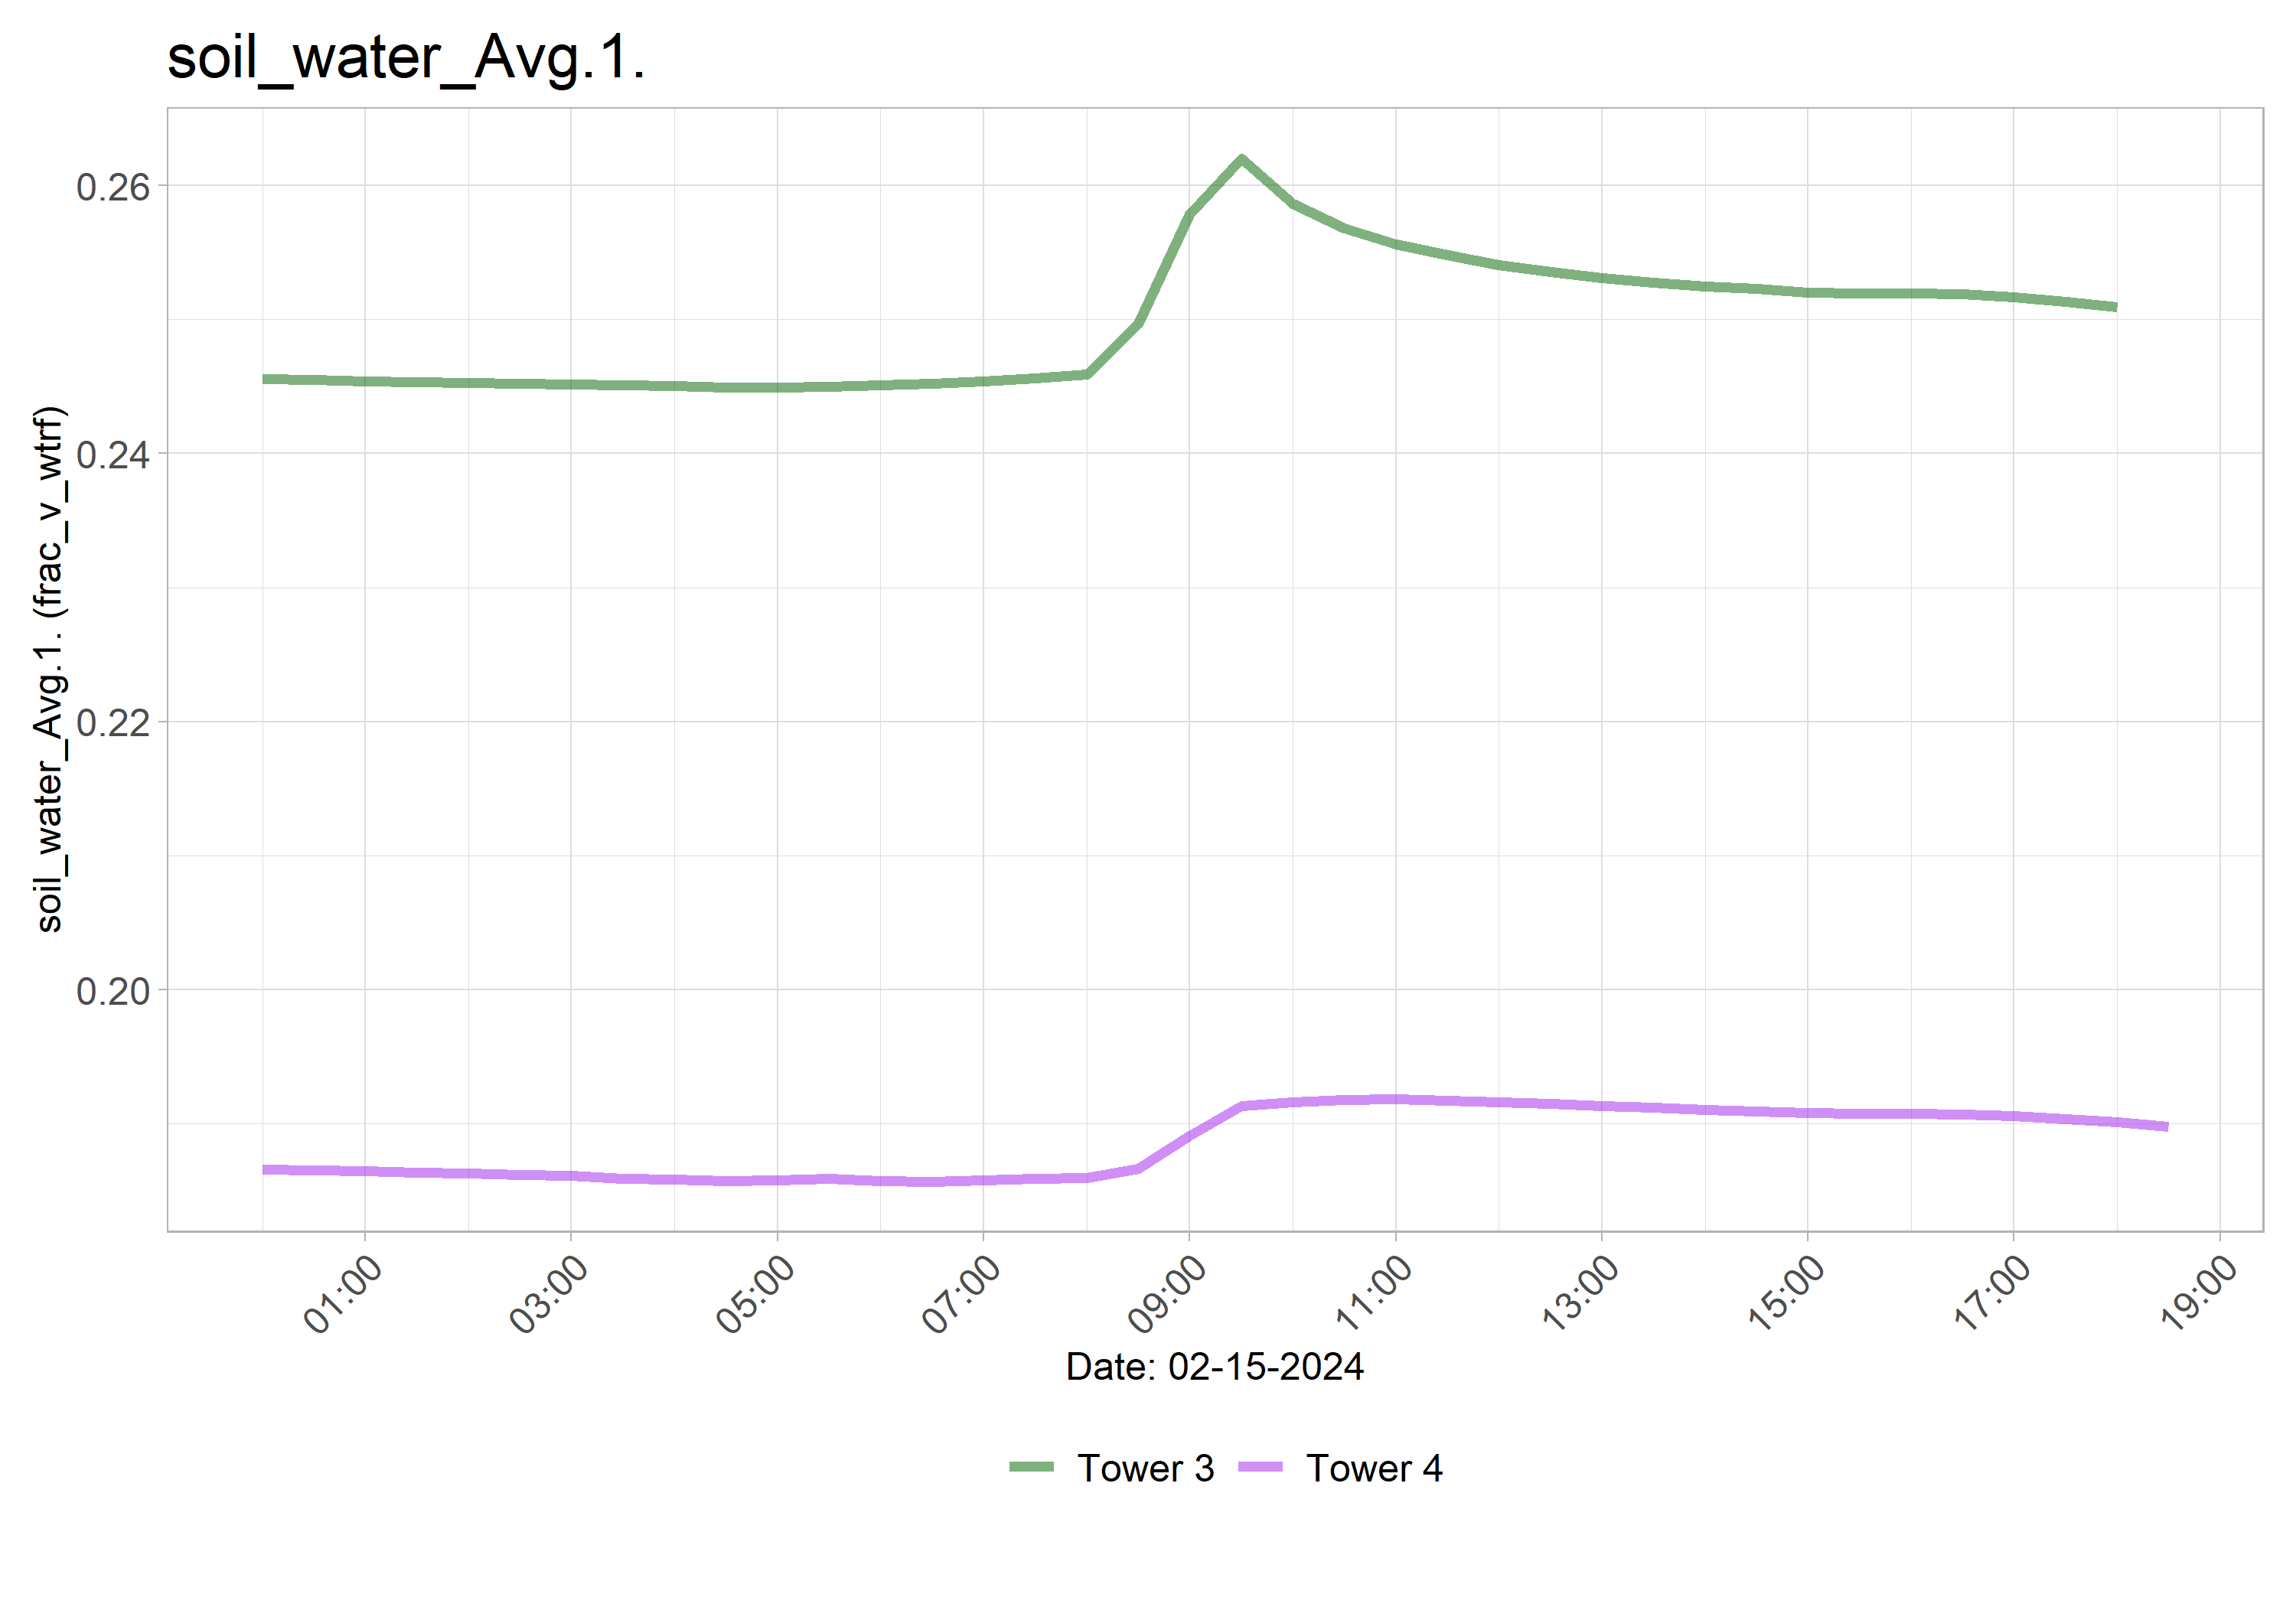 soil_water_Avg.1.
soil_water_Avg.1. (frac_v_wtrf)
0.26
0.24
0.22
0.20
01:00
03:00
05:00
07:00
09:00
11:00
13:00
15:00
17:00
19:00
Date: 02-15-2024
Tower 3
Tower 4